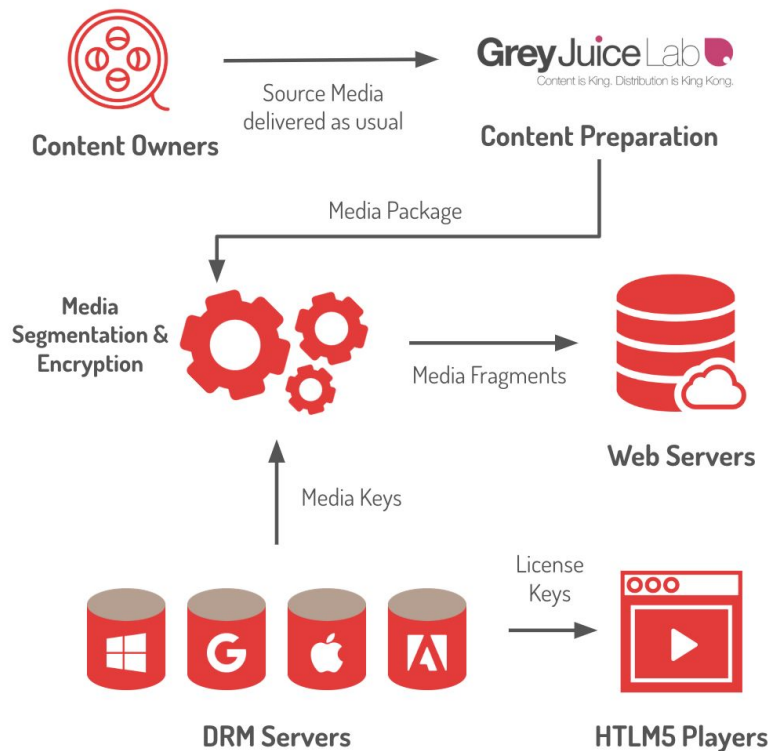 GreyJuiceLab
Content is King. Distribution is King Kong.
Source Media
delivered as usual
Content Owners
Content Preparation
Media Package
Media
Segmentation &
Encryption
Media Fragments
Web Servers
Media Keys
License
Keys
G
DRM Servers
HTLM5 Players